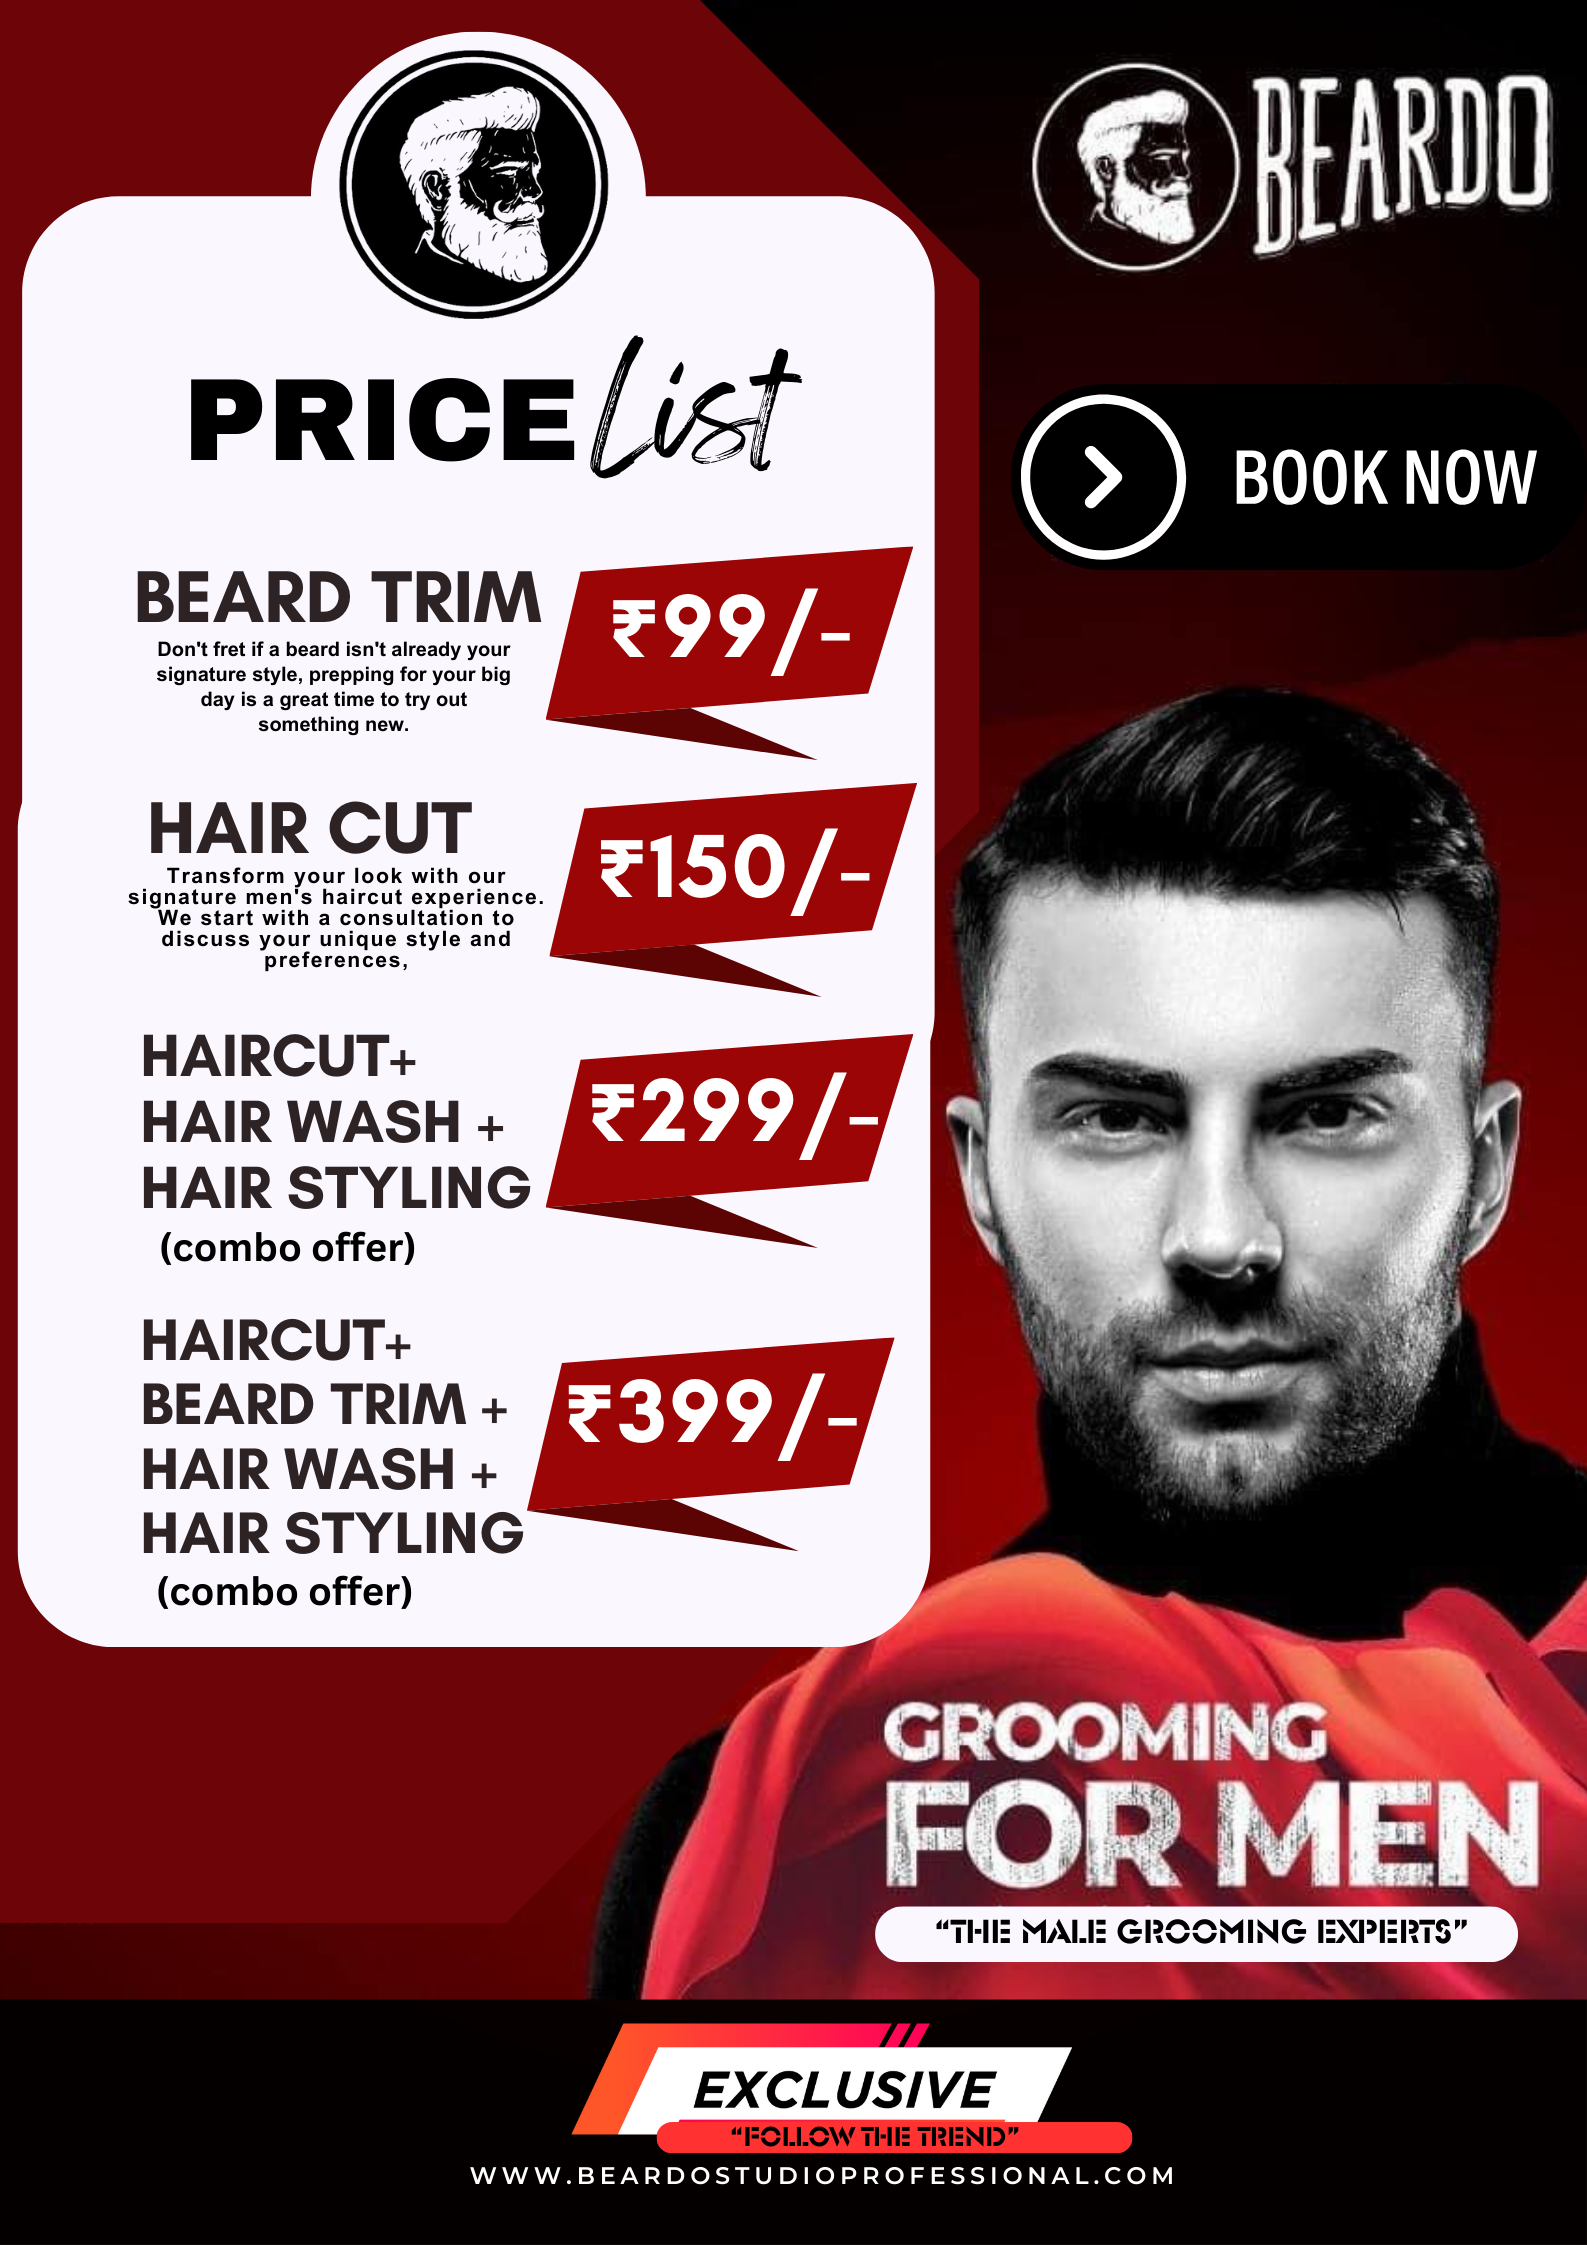 BEARDO
PRICE List
BOOK NOW
BEARD TRIM
₹99/-
Don't fret if a beard isn't already your
signature style, prepping for your big
day is a great time to try out
something new.
HAIR CUT
₹150/-
Transform your look with our
signature men's haircut experience.
We start with a consultation to
discuss your unique style and
preferences,
HAIRCUT+
HAIR WASH +
HAIR STYLING
(combo offer)
₹299/-
HAIRCUT+
BEARD TRIM +
HAIR WASH +
HAIR STYLING
(combo offer)
₹399/-
GROOMING
FOR MEN
“THE MALE GROOMING EXPERTS”
EXCLUSIVE
“FOLLOW THE TREND”
WWW.BEARDOSTUDIOPROFESSIONAL.COM